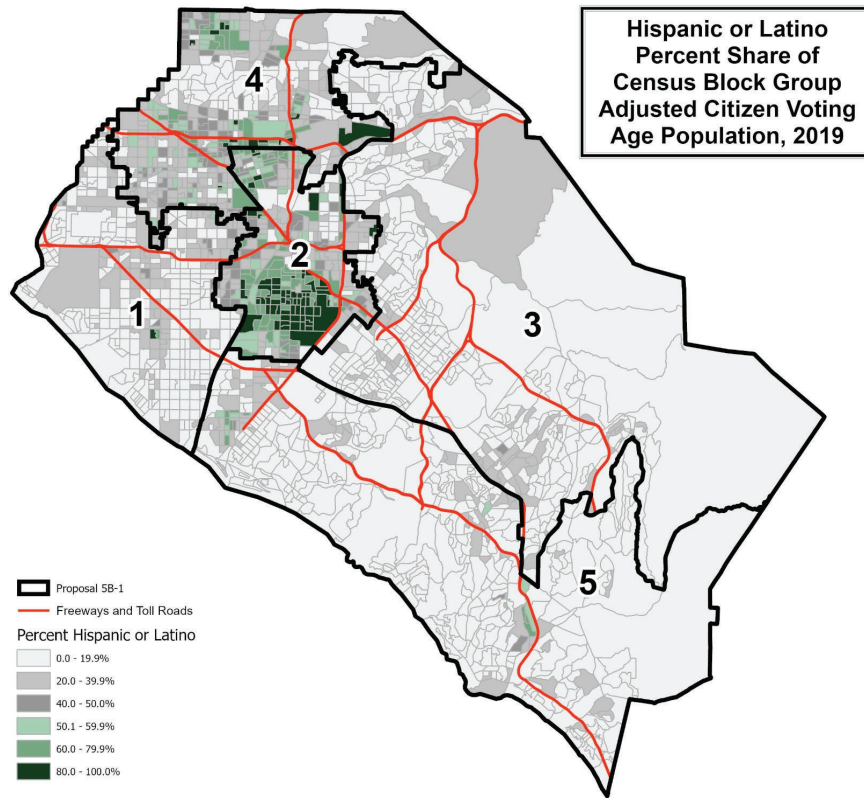 Hispanic or Latino
Percent Share of
Census Block Group
Adjusted Citizen Voting
Age Population, 2019
4
2
1
3
5
Proposal 5B-1
Freeways and Toll Roads
Percent Hispanic or Latino
0.0 - 19.9%
20.0 - 39.9%
40.0 - 50.0%
50.1 - 59.9%
60.0 - 79.9%
80.0 - 100.0%